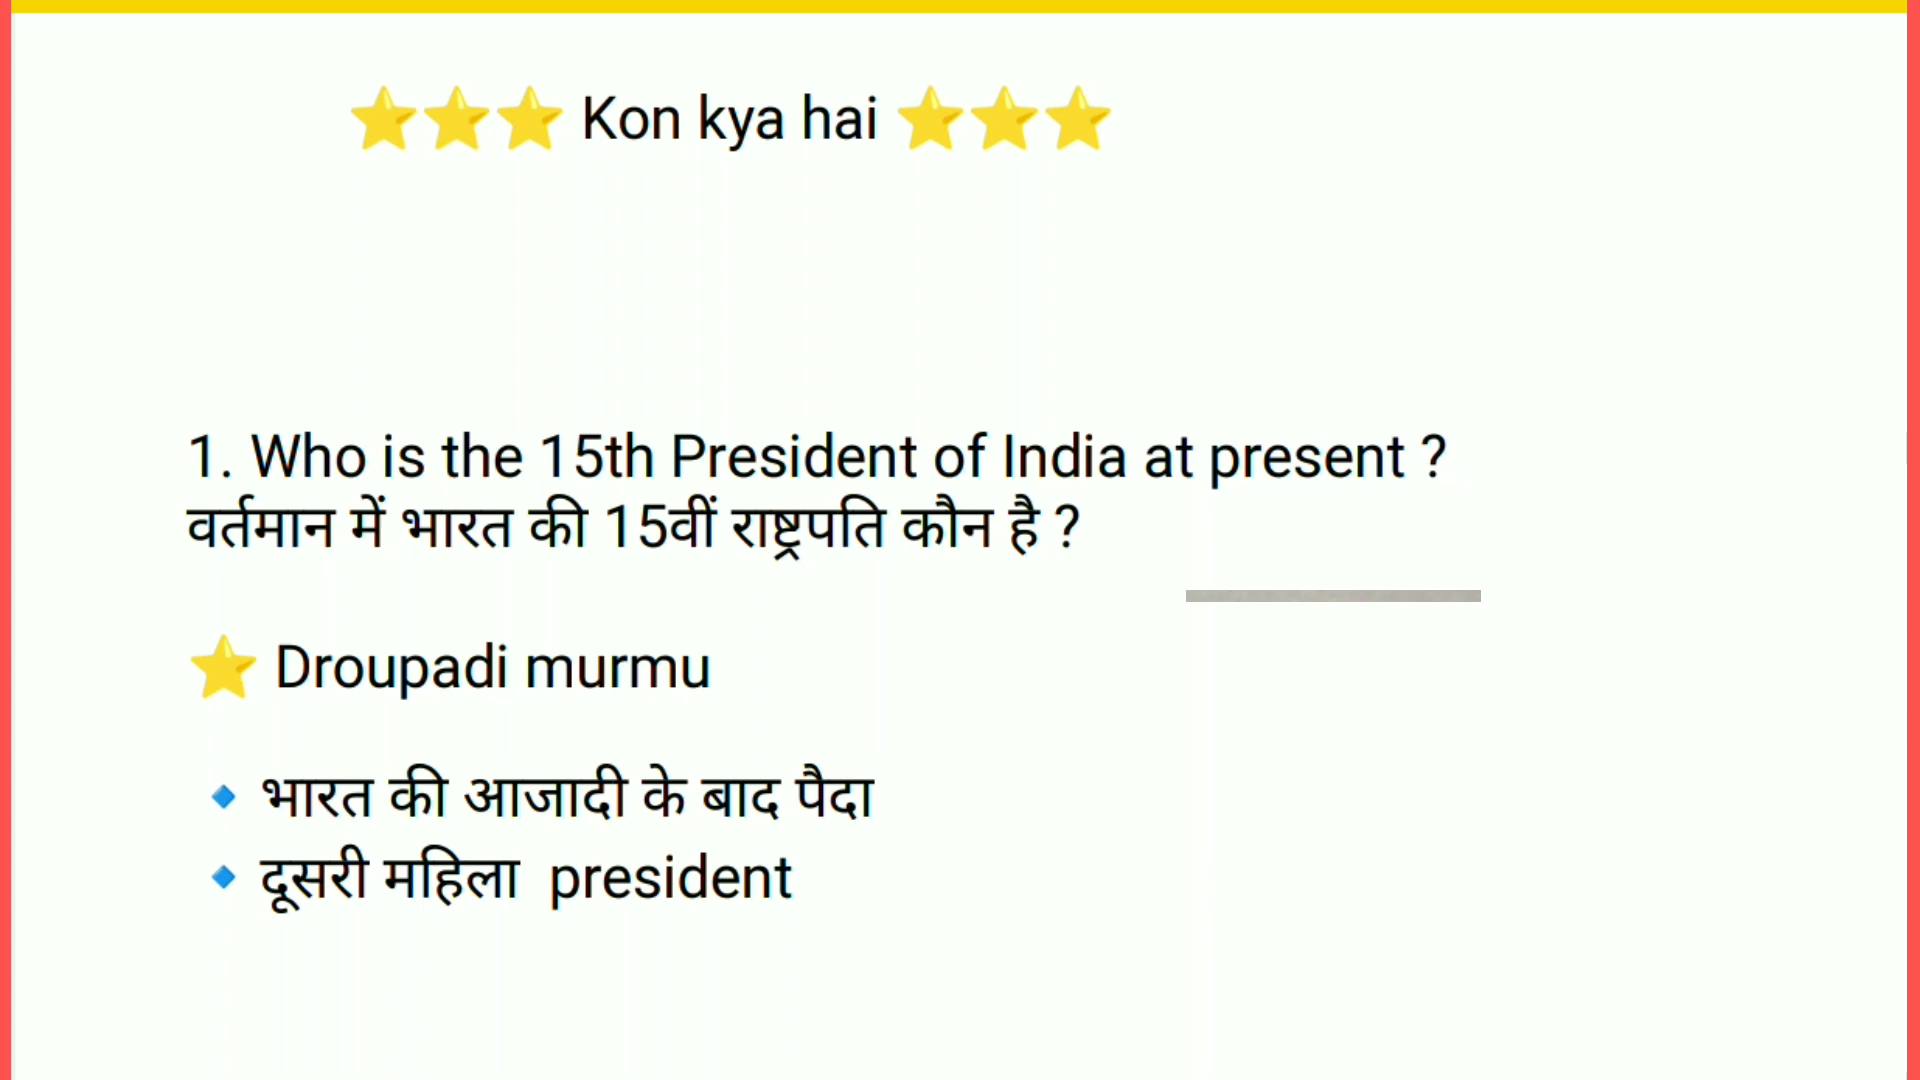 ⭐⭐⭐ Kon kya hai ⭐⭐⭐
1. Who is the 15th President of India at present ?
वर्तमान में भारत की 15वीं राष्ट्रपति कौन है ?
⭐ Droupadi murmu
🔹 भारत की आजादी के बाद पैदा
🔹 दूसरी महिला president